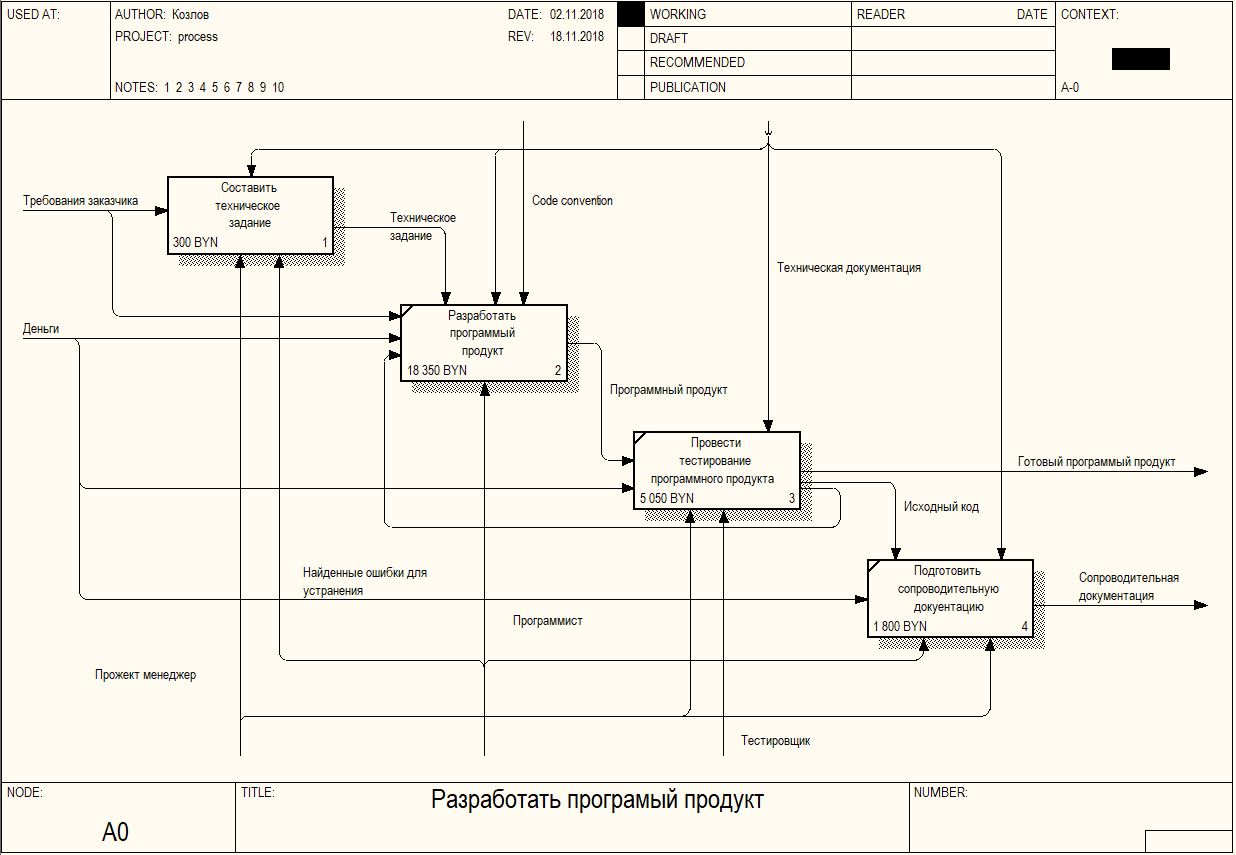 USED AT:
AUTHOR: Козлов
DATE: 02.11.2018
PROJECT: process
REV: 18.11.2018
NOTES: 1 2 3 4 5 6 7 8 9 10
WORKING
DRAFT
RECOMMENDED
PUBLICATION
READER
DATE
CONTEXT:
A-0
Требования заказчика
Составить
техническое
задание
300 BYN
1
Техническое
задание
Code convention
Техническая документация
Деньги
Разработать
програмный
продукт
18 350 BYN
2
Программный продукт
Провести
тестирование
программного продукта
5 050 BYN
3
Готовый программый продукт
Исходный код
Найденные ошибки для
устранения
Подготовить
сопроводительную
докуентацию
1 800 BYN
4
Сопроводительная
документация
Программист
Прожект менеджер
Тестировщик
NODE:
A0
TITLE:
Разработать програмый продукт
NUMBER: